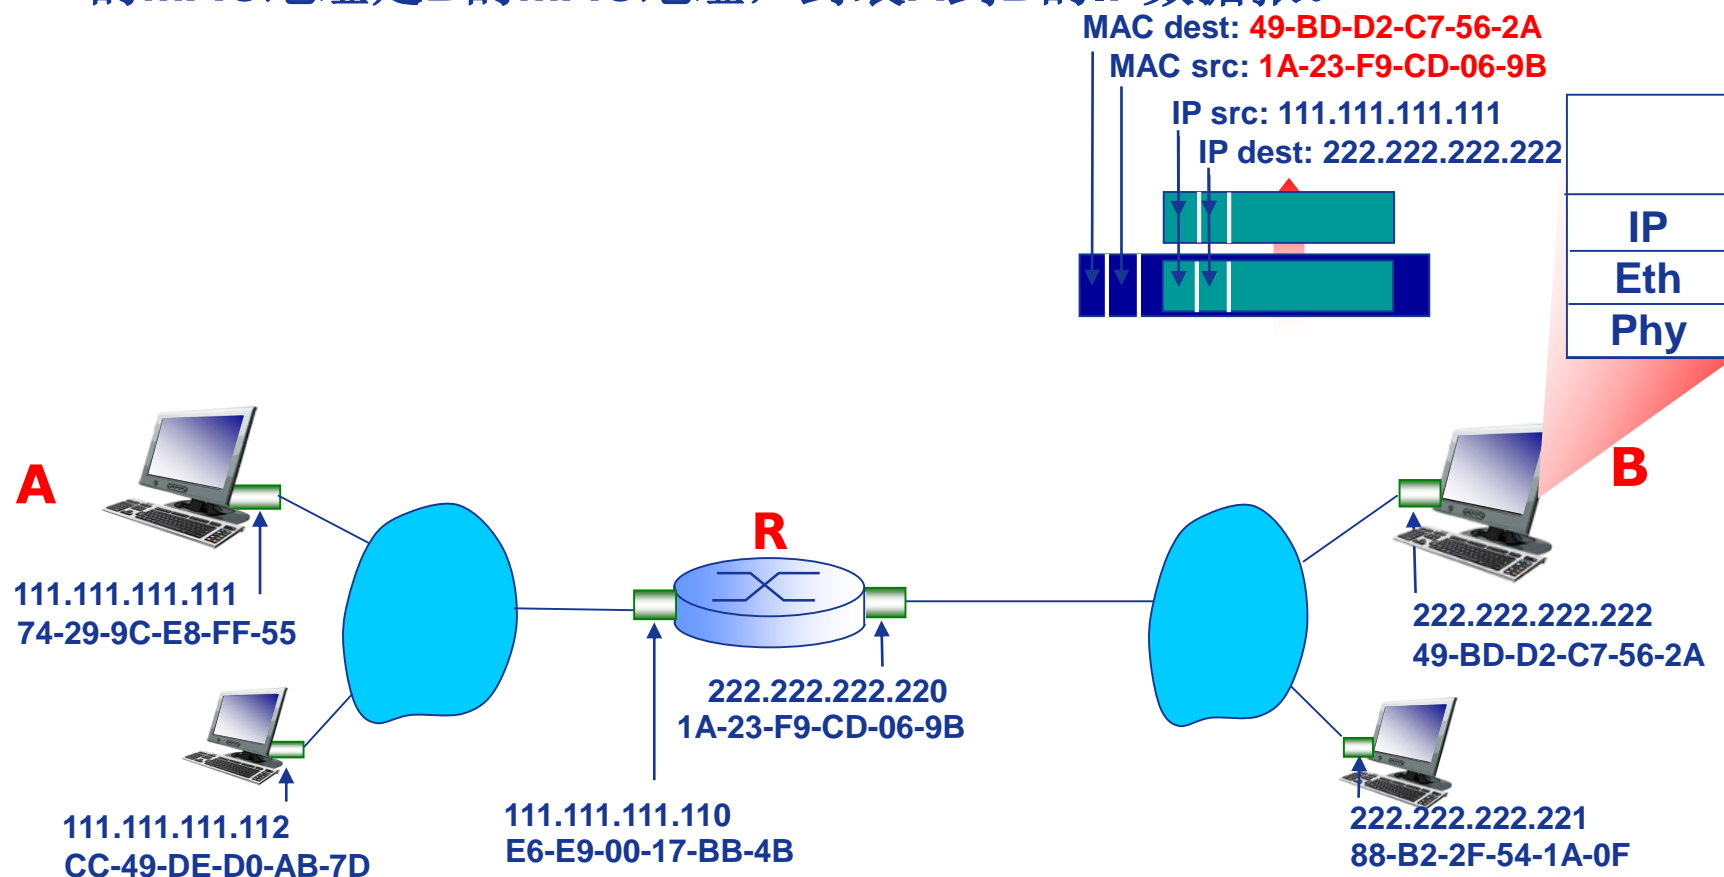 MAC dest: 49-BD-D2-C7-56-2A
MAC src: 1A-23-F9-CD-06-9B
IP src: 111.111.111.111
IP dest: 222.222.222.222
IP
Eth
Phy
A
B
R
111.111.111.111
74-29-9C-E8-FF-55
222.222.222.222
49-BD-D2-C7-56-2A
222.222.222.220
1A-23-F9-CD-06-9B
111.111.111.112
CC-49-DE-D0-AB-7D
111.111.111.110
E6-E9-00-17-BB-4B
222.222.222.221
88-B2-2F-54-1A-0F